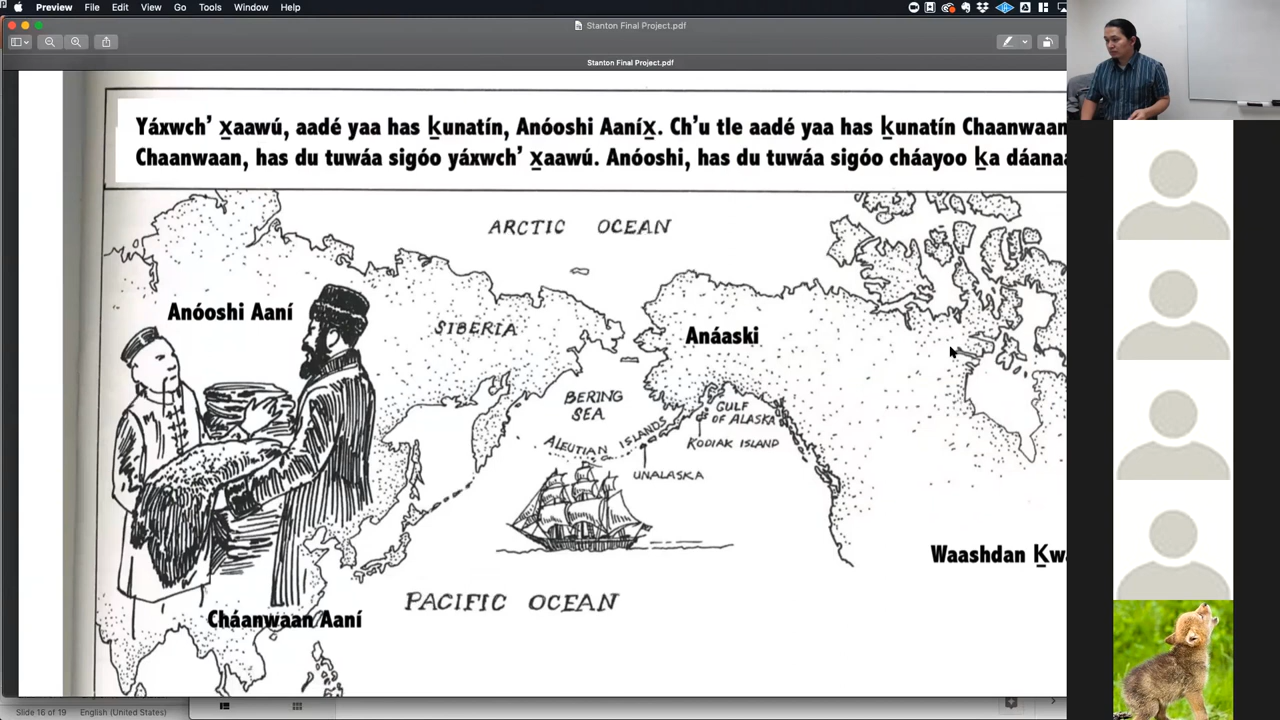 Preview File Edit View Go Tools Window Help
Stanton Final Project.pdf
Stanton Final Project.pdf
Yáxwch’ x̱aawú, aadé yaa has ḵunatín, Anóoshi Aaníx̱. Ch’u tle aadé yaa has ḵunatín Chaanwaan
Chaanwaan, has du tuwáa sigóo yáxwch’ x̱aawú. Anóoshi, has du tuwáa sigóo cháayoo ḵa dáanaa
ARCTIC OCEAN
Anóoshi Aaní
SIBERIA
Anáaski
BERING
SEA
GULF
OF ALASKA
ALEUTIAN ISLANDS
KODIAK ISLAND
UNALASKA
Waashdan Ḵwa
PACIFIC OCEAN
Cháanwaan Aaní
Slide 16 of 19 English (United States)